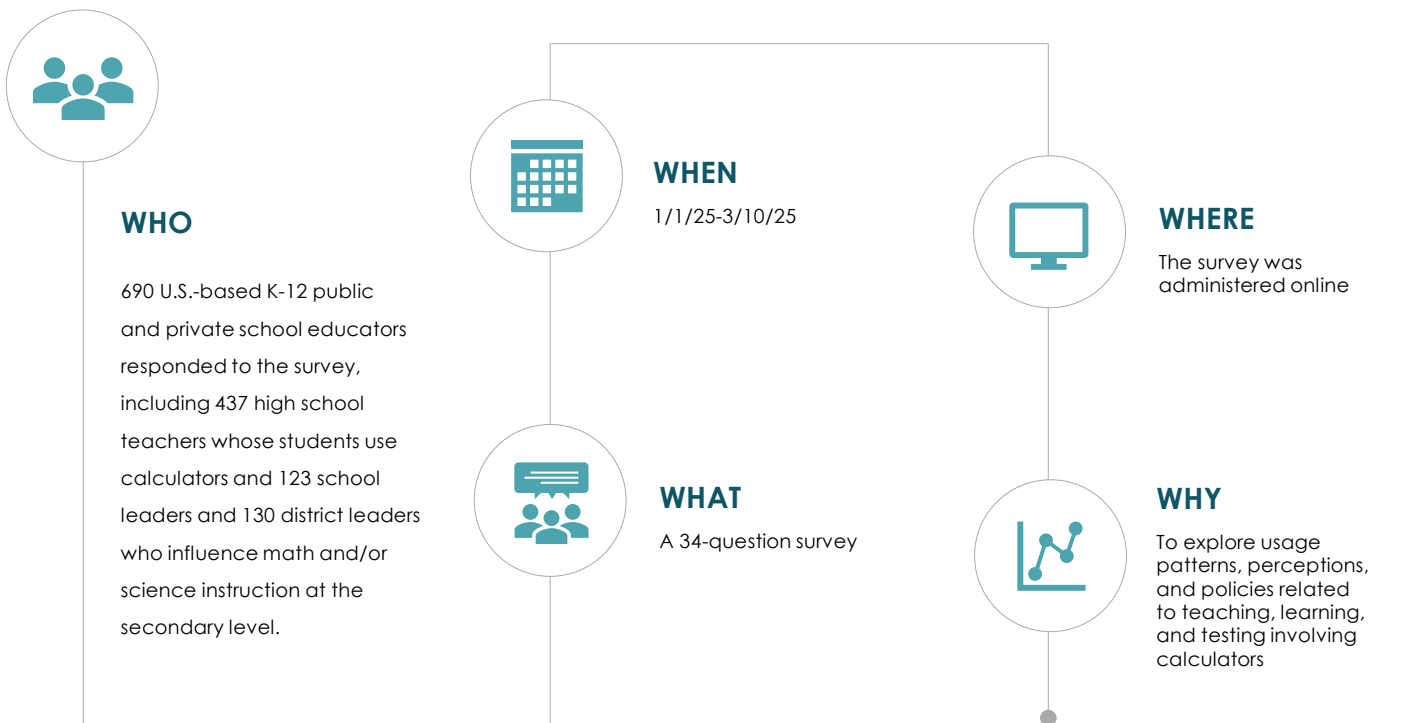 WHO
690 U.S.-based K-12 public
and private school educators
responded to the survey,
including 437 high school
teachers whose students use
calculators and 123 school
leaders and 130 district leaders
who influence math and/or
science instruction at the
secondary level.
WHEN
1/1/25-3/10/25
WHAT
A 34-question survey
WHERE
The survey was
administered online
WHY
To explore usage
patterns, perceptions,
and policies related
to teaching, learning,
and testing involving
calculators